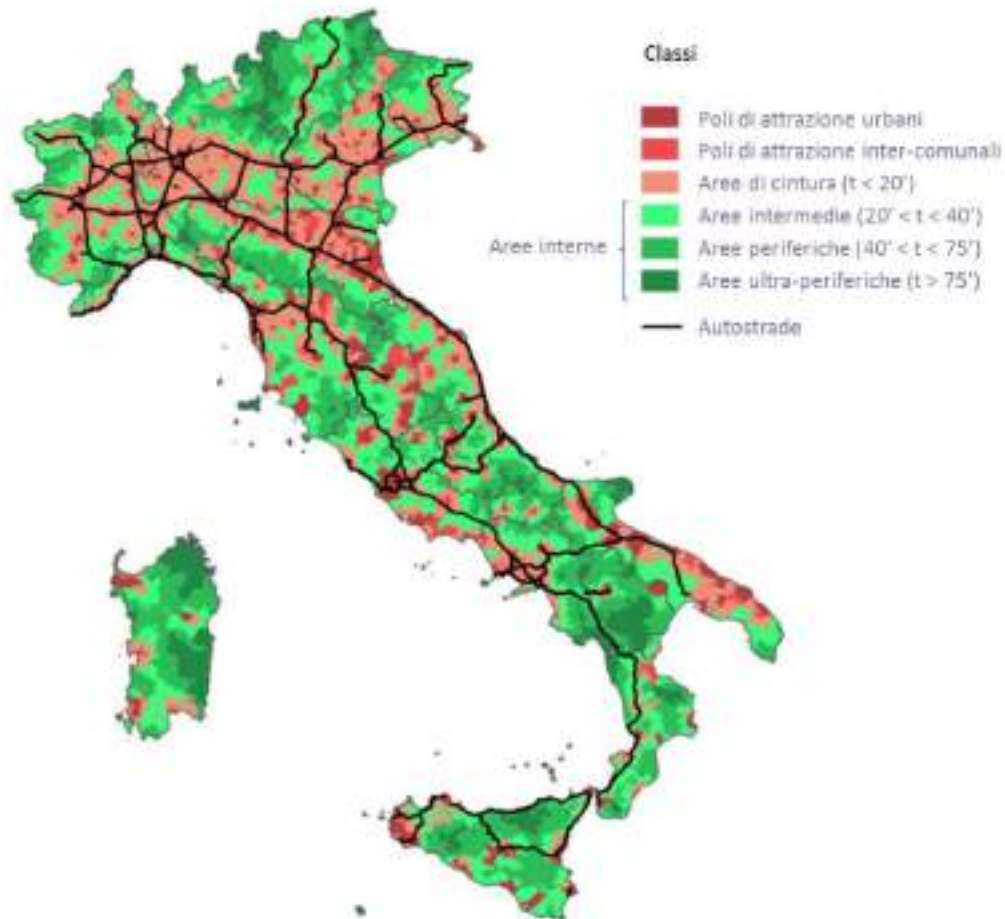 Classi
Poli di attrazione urbani
Poli di attrazione inter-comunali
Aree di cintura (t < 20')
Aree intermedie (20' < t < 40')
Aree interne
Aree periferiche (40' < t < 75')
Aree ultra-periferiche (t > 75')
Autostrade